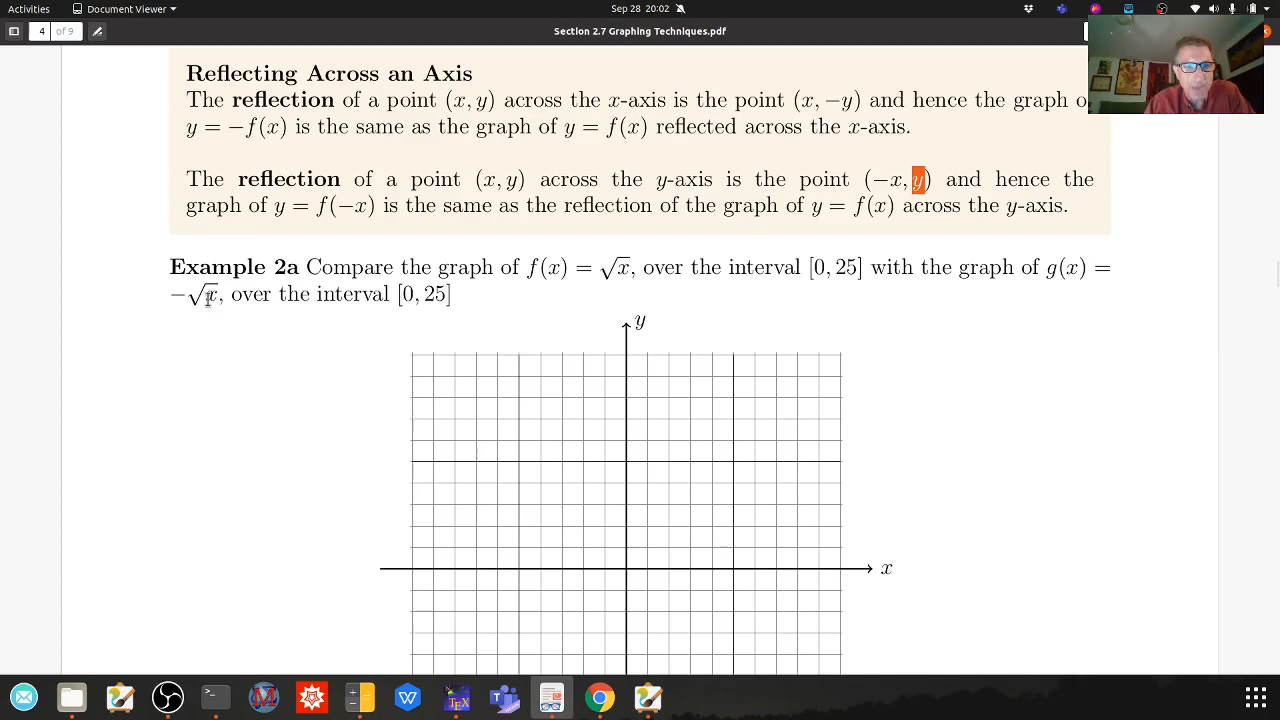 Activities
Document Viewer
Sep 28 20:02
4
of 9
Section 2.7 Graphing Techniques.pdf
Reflecting Across an Axis
The reflection of a point (x, y) across the x-axis is the point (x, −y) and hence the graph o
y = −f(x) is the same as the graph of y = f(x) reflected across the x-axis.
The reflection of a point (x, y) across the y-axis is the point (−x, y) and hence the
graph of y = f(−x) is the same as the reflection of the graph of y = f(x) across the y-axis.
Example 2a Compare the graph of f(x) = √x, over the interval [0, 25] with the graph of g(x) =
−√x, over the interval [0, 25]
y
x
>_
M
W
TEX